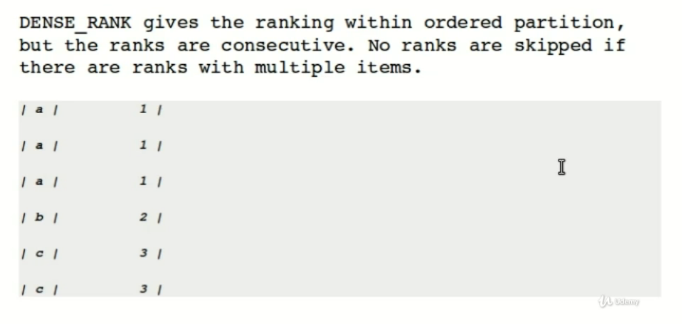 DENSE_RANK gives the ranking within ordered partition,
but the ranks are consecutive. No ranks are skipped if
there are ranks with multiple items.
| a | 1 |
| a | 1 |
| a | 1 |
| b | 2 |
| c | 3 |
| c | 3 |
Udemy